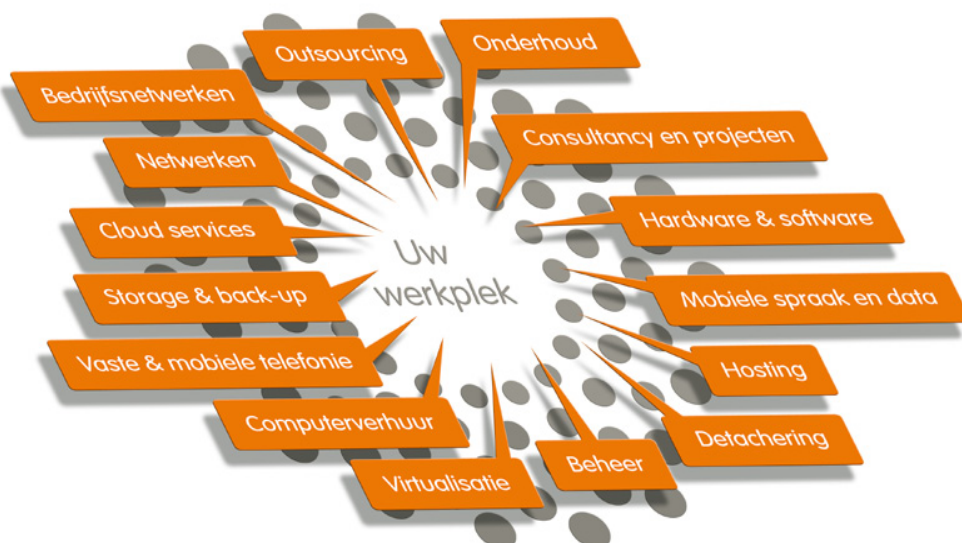 Outsourcing
Onderhoud
Bedrijfsnetwerken
Consultancy en projecten
Netwerken
Hardware & software
Cloud services
Uw
werkplek
Storage & back-up
Mobiele spraak en data
Vaste & mobiele telefonie
Hosting
Computerverhuur
Detachering
Virtualisatie
Beheer